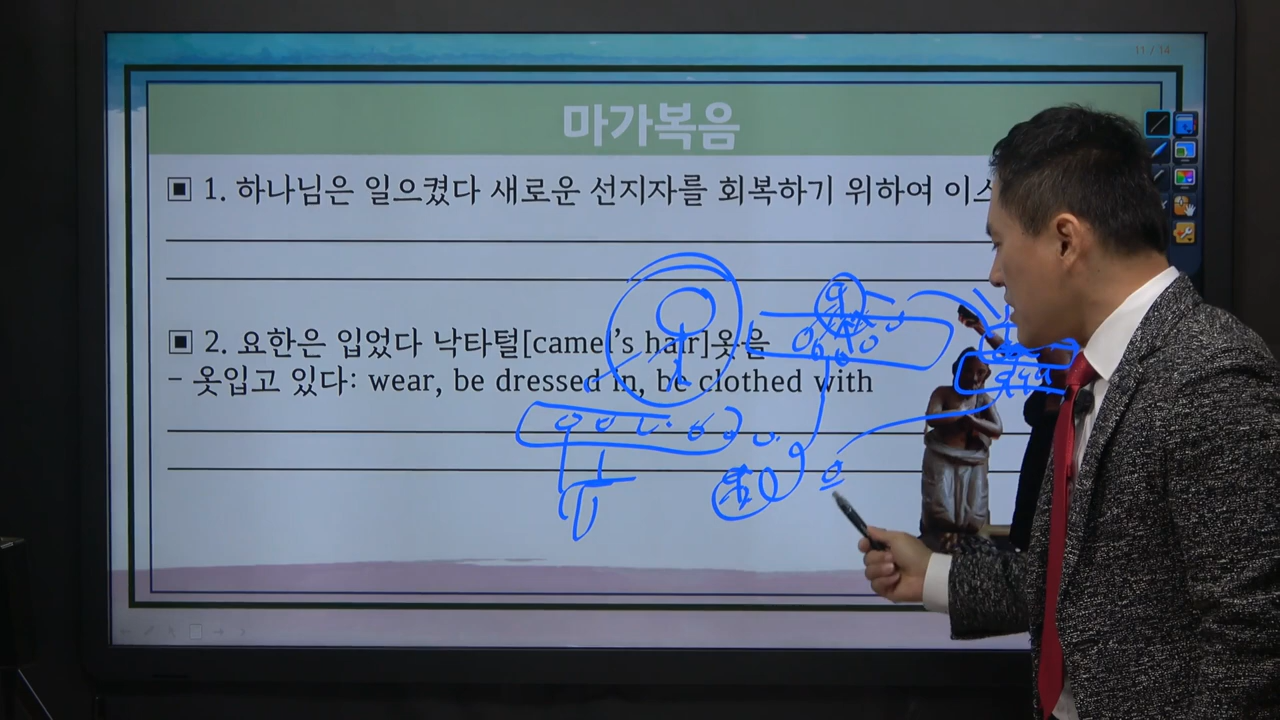 11 / 14
마가복음
▣ 1. 하나님은 일으켰다 새로운 선지자를 회복하기 위하여
▣ 2. 요한은 입었다 낙타털[camel's hair]옷을
- 옷입고 있다: wear, be dressed in, be clothed with